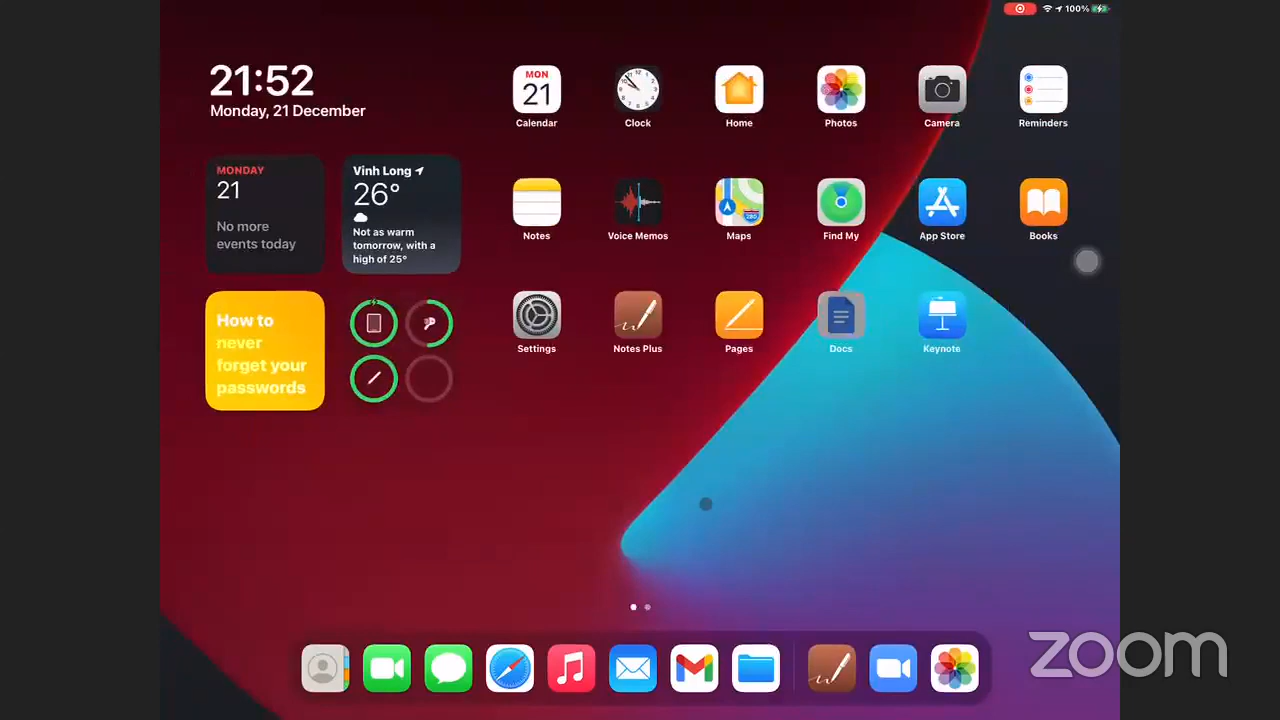 100%
21:52
Monday, 21 December
MONDAY
21
No more
events today
Vinh Long
26°
Not as warm
tomorrow, with a
high of 25°
How to
never
forget your
passwords
MON
21
Calendar
Clock
Home
Photos
Camera
Reminders
Notes
Voice Memos
Maps
Find My
App Store
Books
Settings
Notes Plus
Pages
Docs
Keynote
zoom